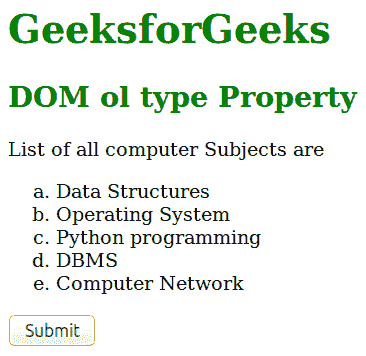 GeeksforGeeks
DOM ol type Property
List of all computer Subjects are
a. Data Structures
b. Operating System
c. Python programming
d. DBMS
e. Computer Network
Submit